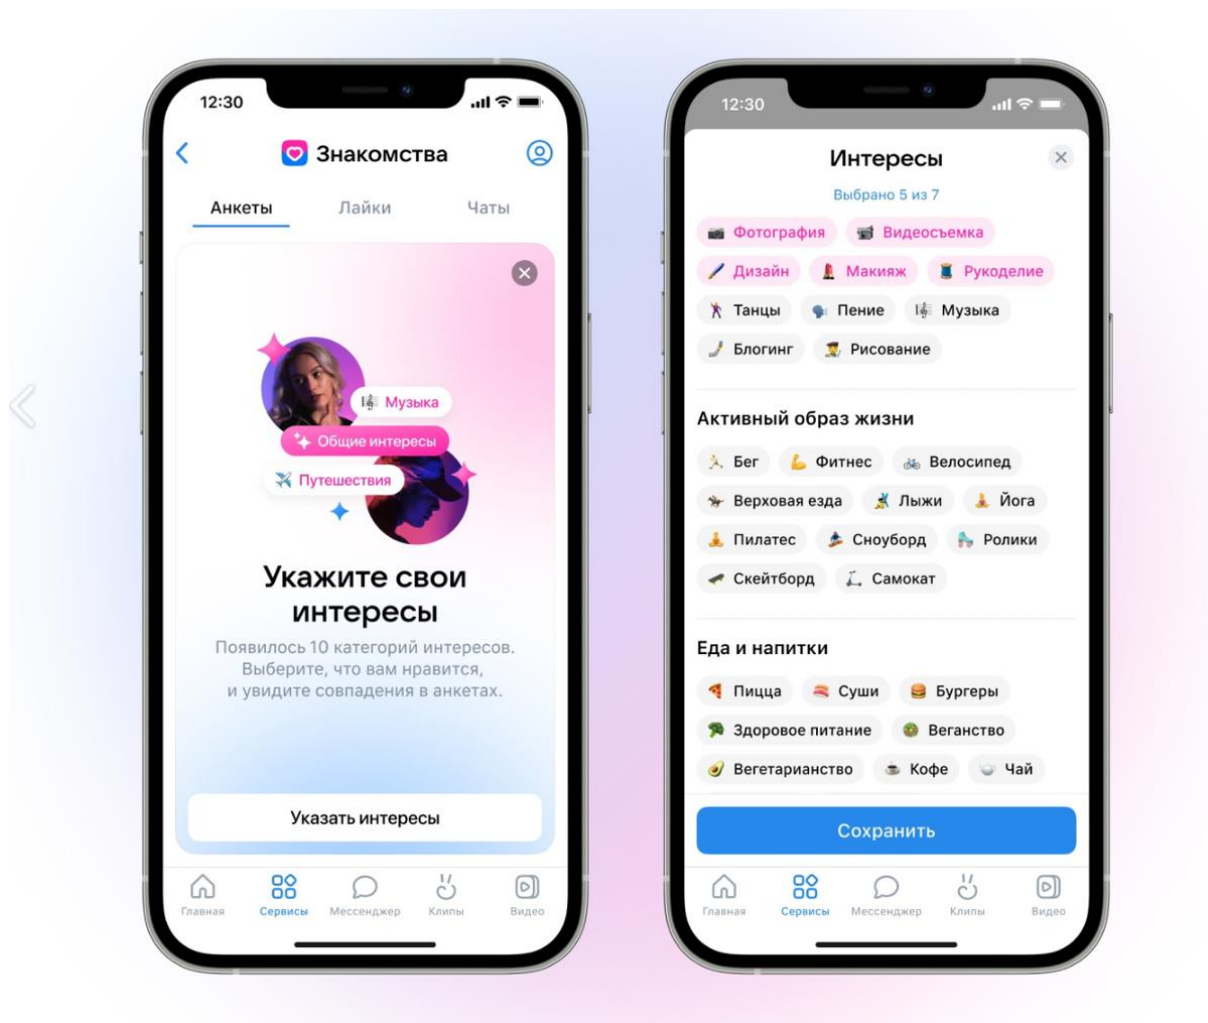 12:30
Знакомства
Анкеты Лайки Чаты
Музыка
Общие интересы
Путешествия
Укажите свои
интересы
Появилось 10 категорий интересов.
Выберите, что вам нравится,
и увидите совпадения в анкетах.
Указать интересы
Главная Сервисы Мессенджер Клипы Видео
12:30
Интересы
Выбрано 5 из 7
Фотография Видеосъемка
Дизайн Макияж Рукоделие
Танцы Пение Музыка
Блогинг Рисование
Активный образ жизни
Бег Фитнес Велосипед
Верховая езда Лыжи Йога
Пилатес Сноуборд Ролики
Скейтборд Самокат
Еда и напитки
Пицца Суши Бургеры
Здоровое питание Веганство
Вегетарианство Кофе Чай
Сохранить
Главная Сервисы Мессенджер Клипы Видео